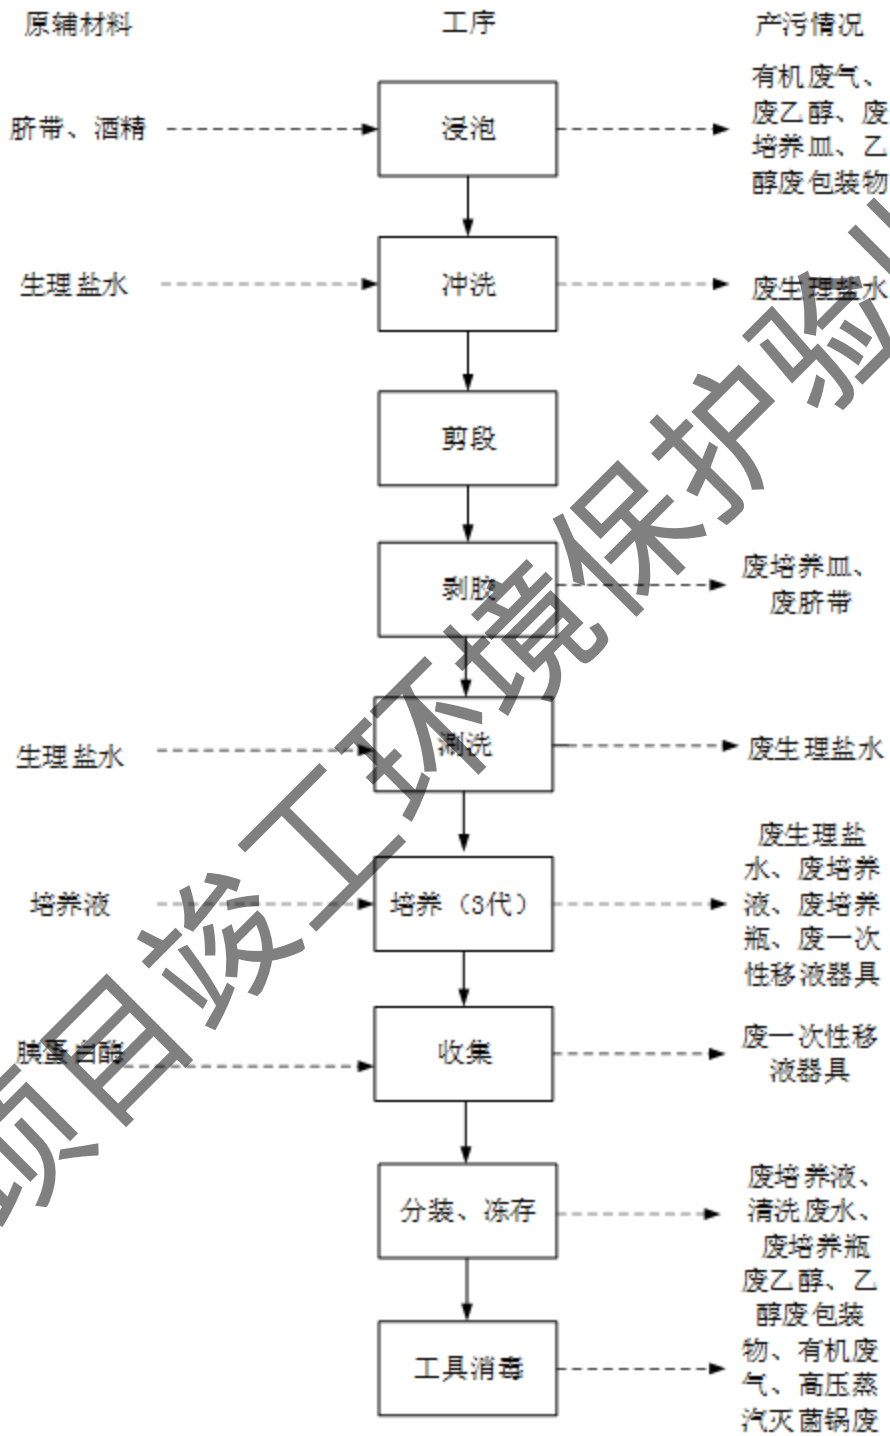 原辅材料 工序 产污情况
脐带、酒精 浸泡 有机废气、
废乙醇、废
培养皿、乙
醇废包装物
生理盐水 冲洗 废生理盐水
剪段
剥胶 废培养皿、
废脐带
生理盐水 涮洗 废生理盐水
培养液 培养（3代） 废生理盐
水、废培养
液、废培养
瓶、废一次
性移液器具
胰蛋白酶 收集 废一次性移
液器具
分装、冻存 废培养液、
清洗废水、
废培养瓶
工具消毒 废乙醇、乙
醇废包装
物、有机废
气、高压蒸
汽灭菌锅废
项目竣工环境保护验